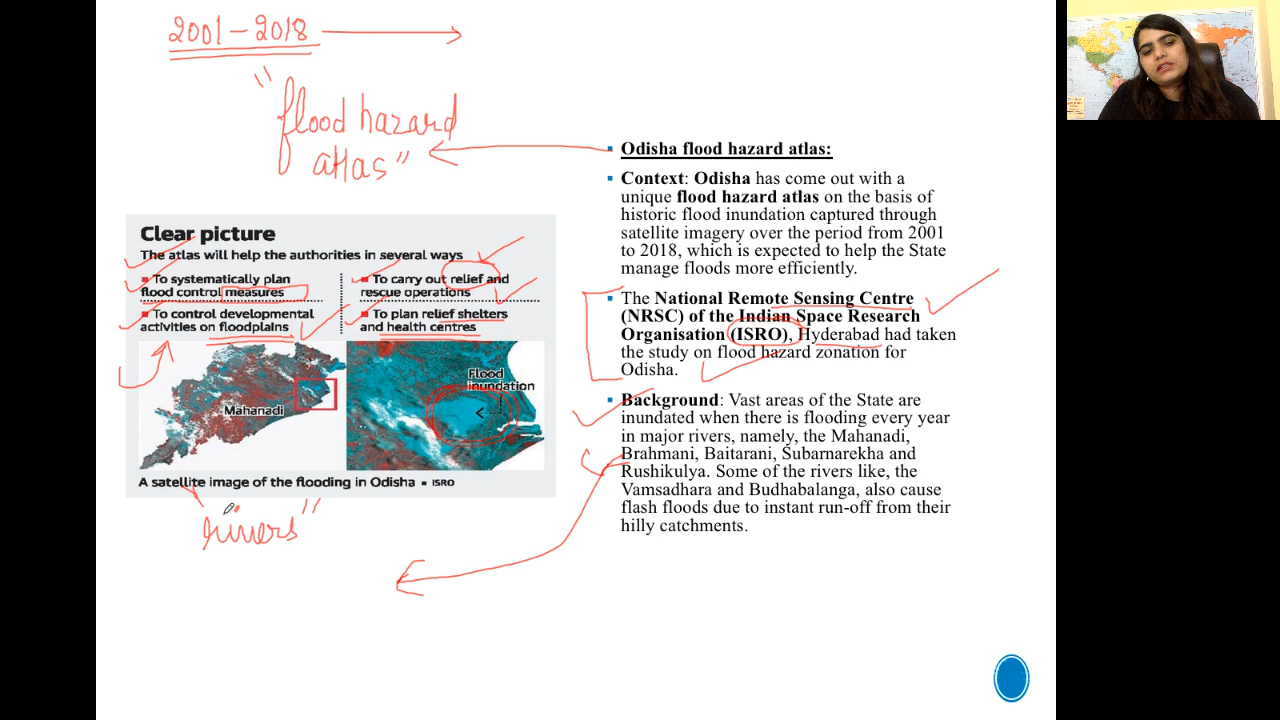 2001-2018
"flood hazard
atlas"
Clear picture
The atlas will help the authorities in several ways
To systematically plan
flood control measures
To control developmental
activities on floodplains
To carry out relief and
rescue operations
To plan relief shelters
and health centres
Mahanadi
Flood
inundation
A satellite image of the flooding in Odisha ▪ ISRO
rivers"
▪ Odisha flood hazard atlas:
▪ Context: Odisha has come out with a
unique flood hazard atlas on the basis of
historic flood inundation captured through
satellite imagery over the period from 2001
to 2018, which is expected to help the State
manage floods more efficiently.
▪ The National Remote Sensing Centre
(NRSC) of the Indian Space Research
Organisation (ISRO), Hyderabad had taken
the study on flood hazard zonation for
Odisha.
▪ Background: Vast areas of the State are
inundated when there is flooding every year
in major rivers, namely, the Mahanadi,
Brahmani, Baitarani, Subarnarekha and
Rushikulya. Some of the rivers like, the
Vamsadhara and Budhabalanga, also cause
flash floods due to instant run-off from their
hilly catchments.